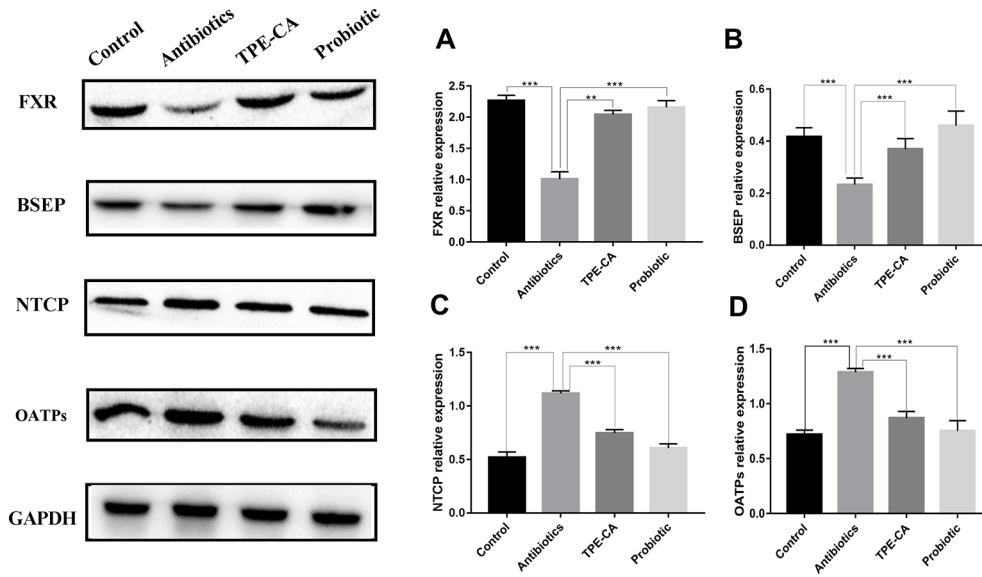 Control Antibiotics TPE-CA Probiotic
FXR
BSEP
NTCP
OATPs
GAPDH
A
FXR relative expression
2.5
2.0
1.5
1.0
0.5
0.0
***
***
**
Control Antibiotics TPE-CA Probiotic
B
BSEP relative expression
0.6
0.4
0.2
0.0
***
***
***
Control Antibiotics TPE-CA Probiotic
C
NTCP relative expression
1.5
1.0
0.5
0.0
***
***
***
Control Antibiotics TPE-CA Probiotic
D
OATPs relative expression
1.5
1.0
0.5
0.0
***
***
***
Control Antibiotics TPE-CA Probiotic